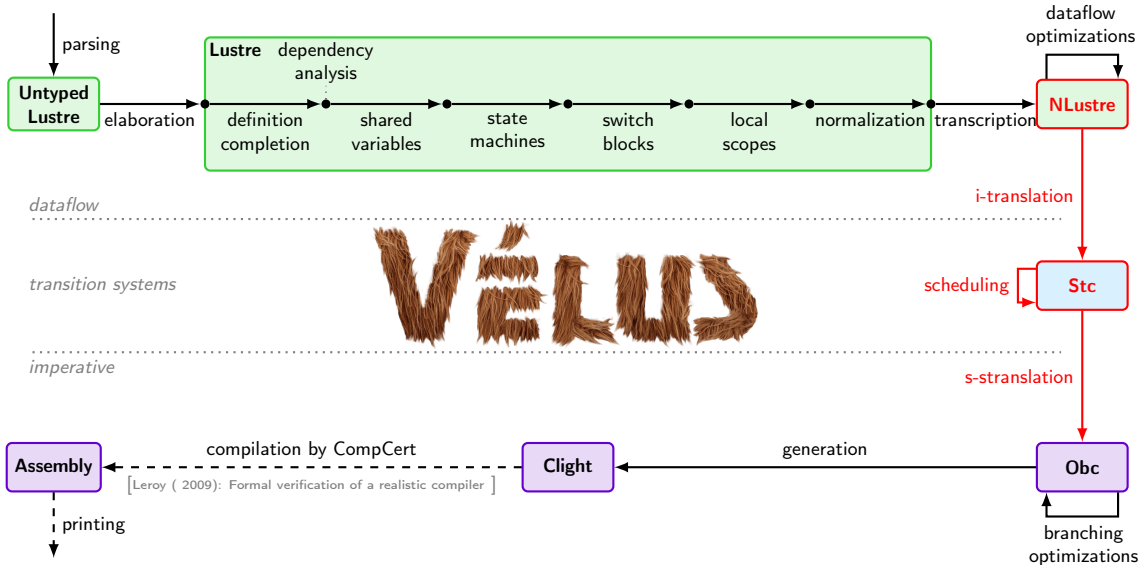 parsing
Untyped
Lustre
elaboration
Lustre
dependency
analysis
definition
completion
shared
variables
state
machines
switch
blocks
local
scopes
normalization
transcription
dataflow
optimizations
NLustre
i-translation
dataflow
VÉLUS
transition systems
scheduling
Stc
imperative
s-stranslation
Assembly
compilation by CompCert
[Leroy ( 2009): Formal verification of a realistic compiler ]
Clight
generation
Obc
printing
branching
optimizations